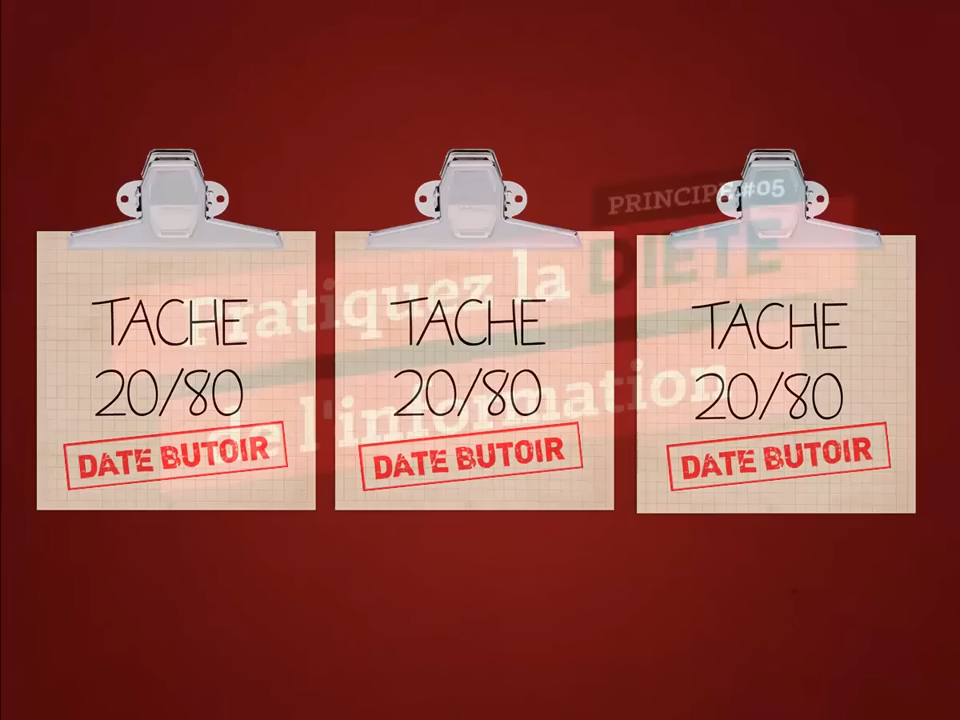 PRINCIPE #05
Pratiquez la DIETE
de l'information
TACHE
20/80
DATE BUTOIR
TACHE
20/80
DATE BUTOIR
TACHE
20/80
DATE BUTOIR